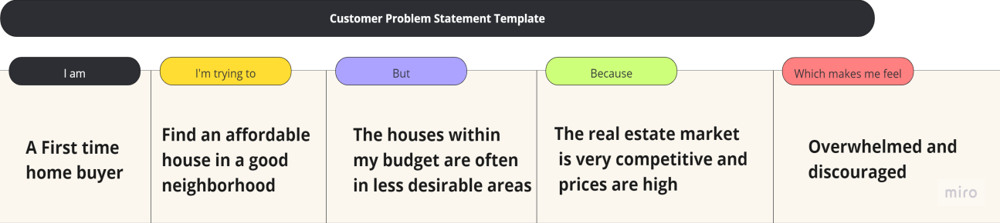 Customer Problem Statement Template
I am
I'm trying to
But
Because
Which makes me feel
A First time
home buyer
Find an affordable
house in a good
neighborhood
The houses within
my budget are often
in less desirable areas
The real estate market
is very competitive and
prices are high
Overwhelmed and
discouraged
miro